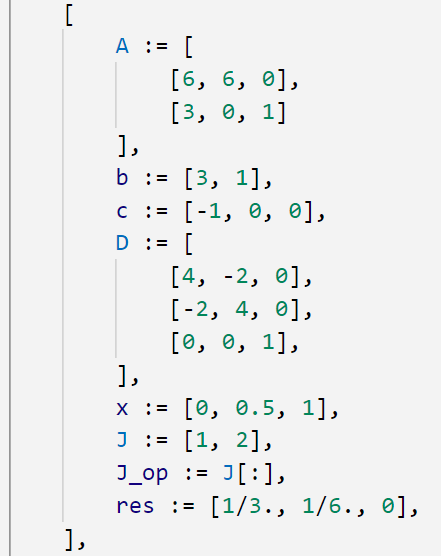 [
A := [
[6, 6, 0],
[3, 0, 1]
],
b := [3, 1],
c := [-1, 0, 0],
D := [
[4, -2, 0],
[-2, 4, 0],
[0, 0, 1],
],
x := [0, 0.5, 1],
J := [1, 2],
J_op := J[:],
res := [1/3., 1/6., 0],
],